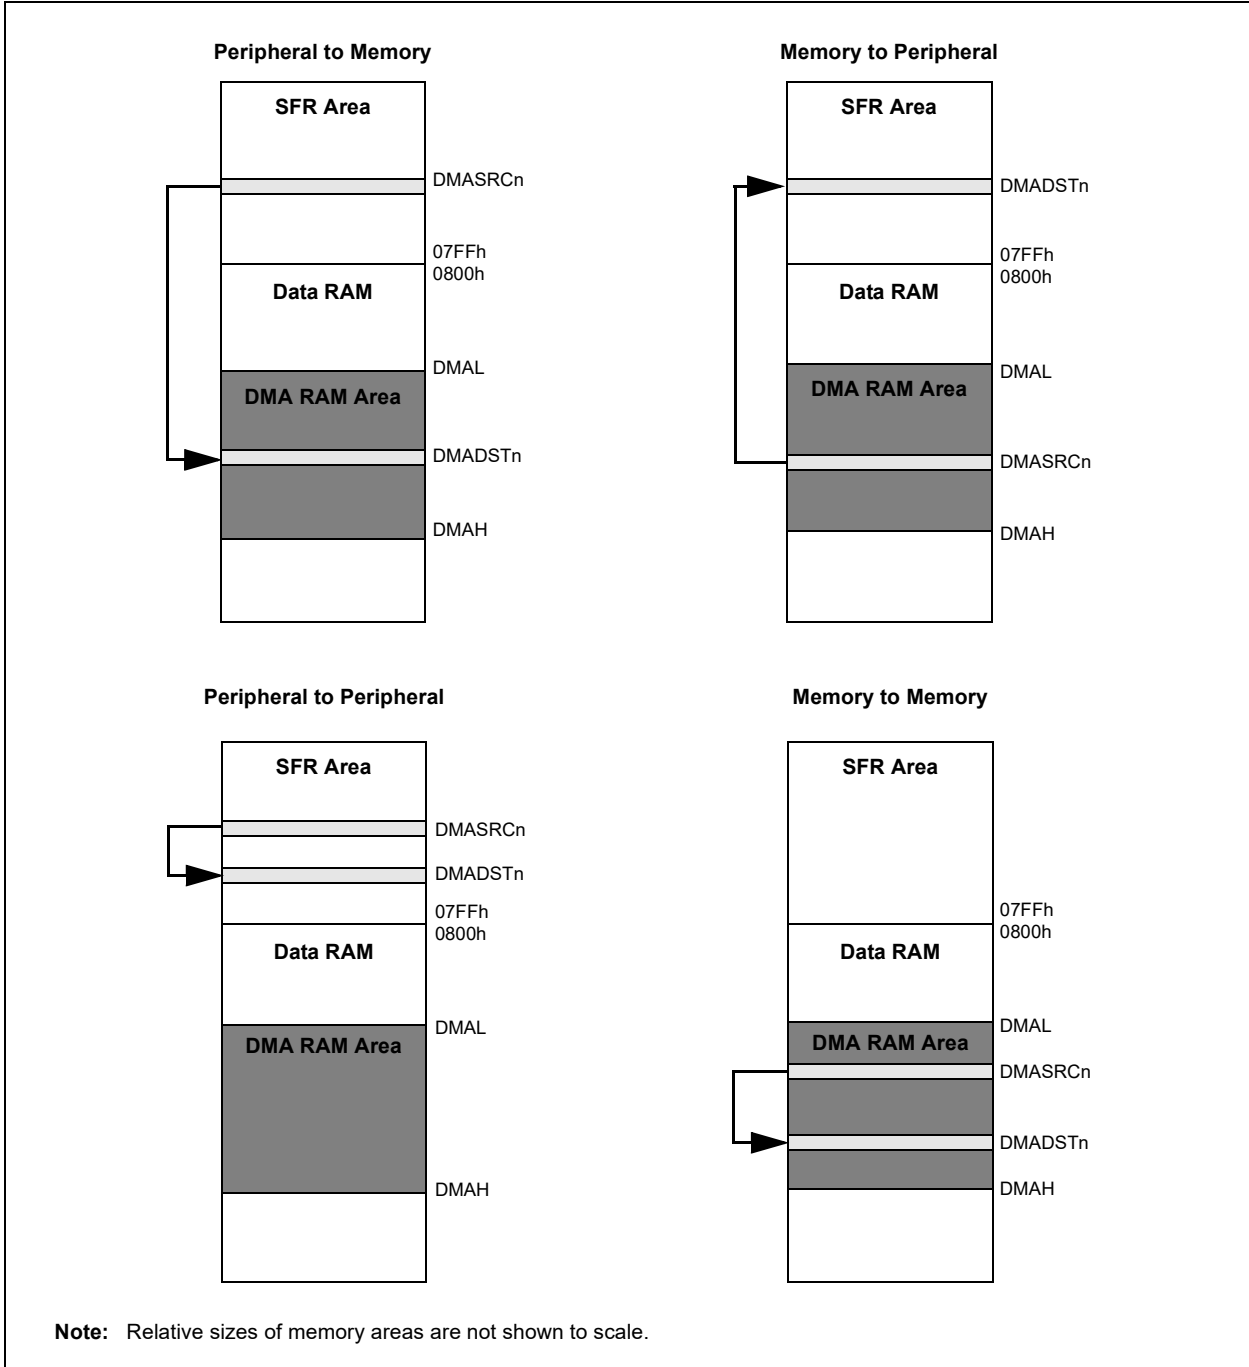 Peripheral to Memory
SFR Area
DMASRCn
07FFh
0800h
Data RAM
DMAL
DMA RAM Area
DMADSTn
DMAH
Memory to Peripheral
SFR Area
DMADSTn
07FFh
0800h
Data RAM
DMAL
DMA RAM Area
DMASRCn
DMAH
Peripheral to Peripheral
SFR Area
DMASRCn
DMADSTn
07FFh
0800h
Data RAM
DMAL
DMA RAM Area
DMAH
Memory to Memory
SFR Area
07FFh
0800h
Data RAM
DMAL
DMA RAM Area
DMASRCn
DMADSTn
DMAH
Note: Relative sizes of memory areas are not shown to scale.